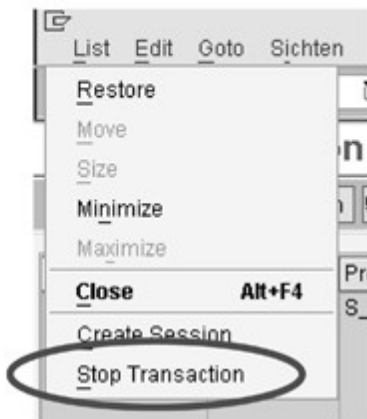 List Edit Goto Sichten
Restore
Move
Size
Minimize
Maximize
Close Alt+F4
Create Session
Stop Transaction
n
Pr
S_